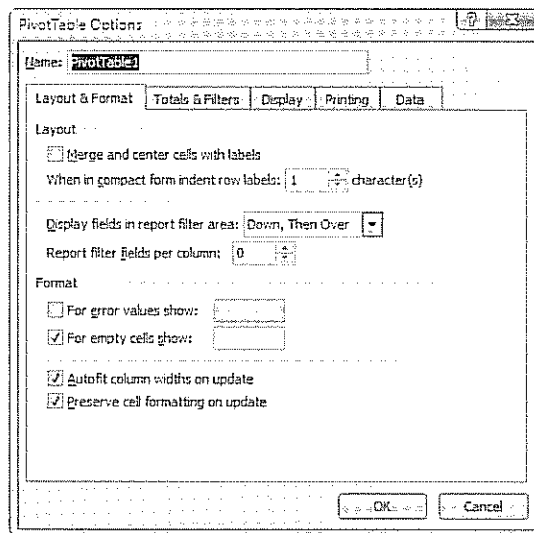 PivotTable Options
Name: PivotTable1
Layout & Format Totals & Filters Display Printing Data
Layout
Merge and center cells with labels
When in compact form indent row labels: 1 character(s)
Display fields in report filter area: Down, Then Over
Report filter fields per column: 0
Format
For error values show:
For empty cells show:
Autofit column widths on update
Preserve cell formatting on update
OK Cancel